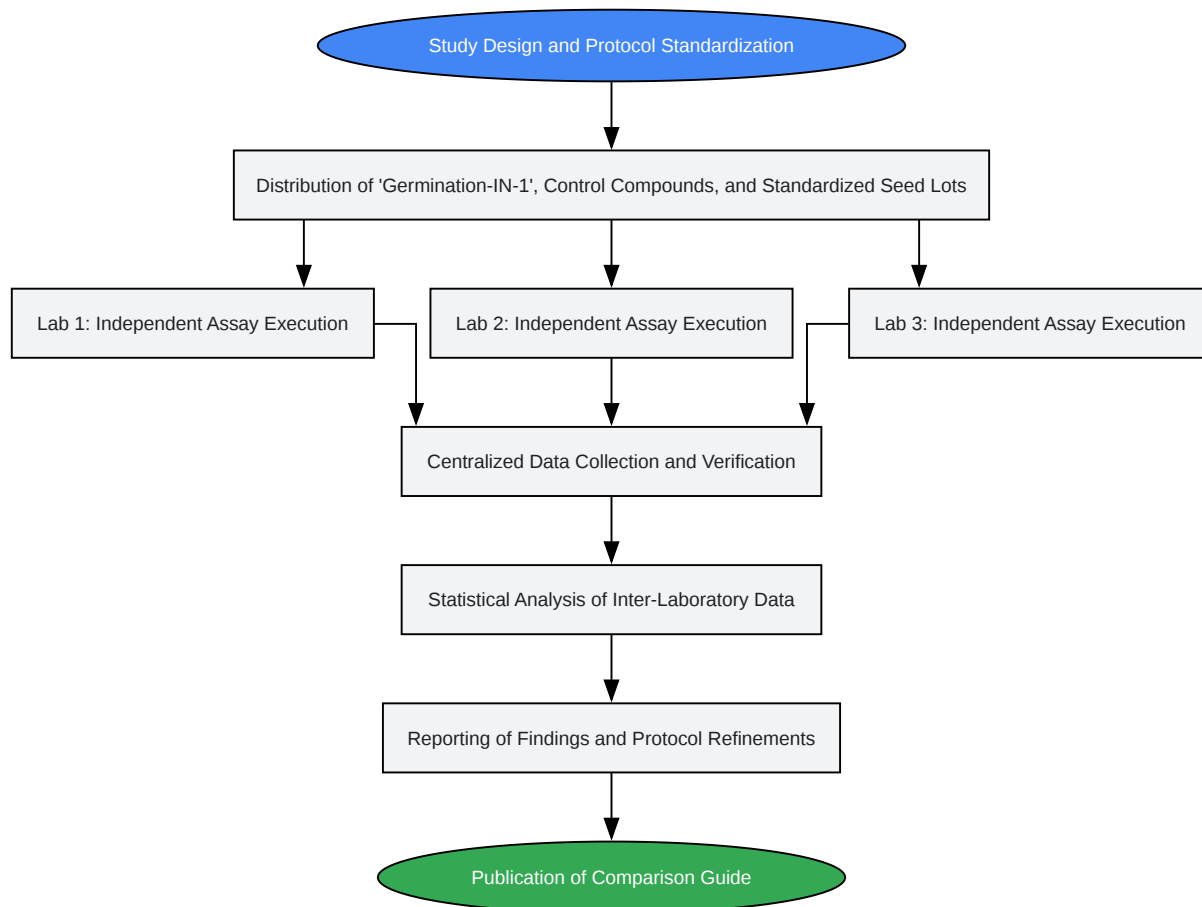 Study Design and Protocol Standardization
Distribution of 'Germination-IN-1', Control Compounds, and Standardized Seed Lots
Lab 1: Independent Assay Execution
Lab 2: Independent Assay Execution
Lab 3: Independent Assay Execution
Centralized Data Collection and Verification
Statistical Analysis of Inter-Laboratory Data
Reporting of Findings and Protocol Refinements
Publication of Comparison Guide